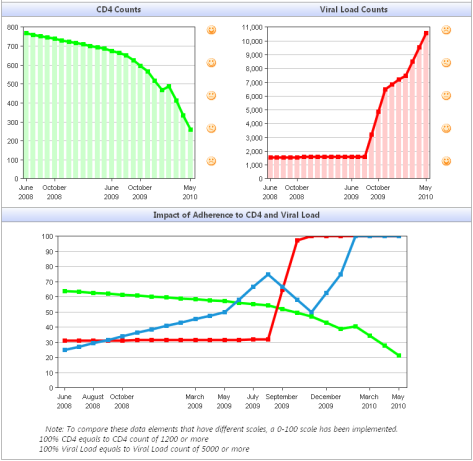 CD4 Counts
800
700
600
500
400
300
200
100
0
June 2008
October 2008
June 2009
October 2009
May 2010
Viral Load Counts
11,000
10,000
9,000
8,000
7,000
6,000
5,000
4,000
3,000
2,000
1,000
0
June 2008
October 2008
June 2009
October 2009
May 2010
Impact of Adherence to CD4 and Viral Load
100
90
80
70
60
50
40
30
20
10
0
June 2008
August 2008
October 2008
March 2009
May 2009
July 2009
September 2009
December 2009
March 2010
May 2010
Note: To compare these data elements that have different scales, a 0-100 scale has been implemented.
100% CD4 equals to CD4 count of 1200 or more
100% Viral Load equals to Viral Load count of 5000 or more